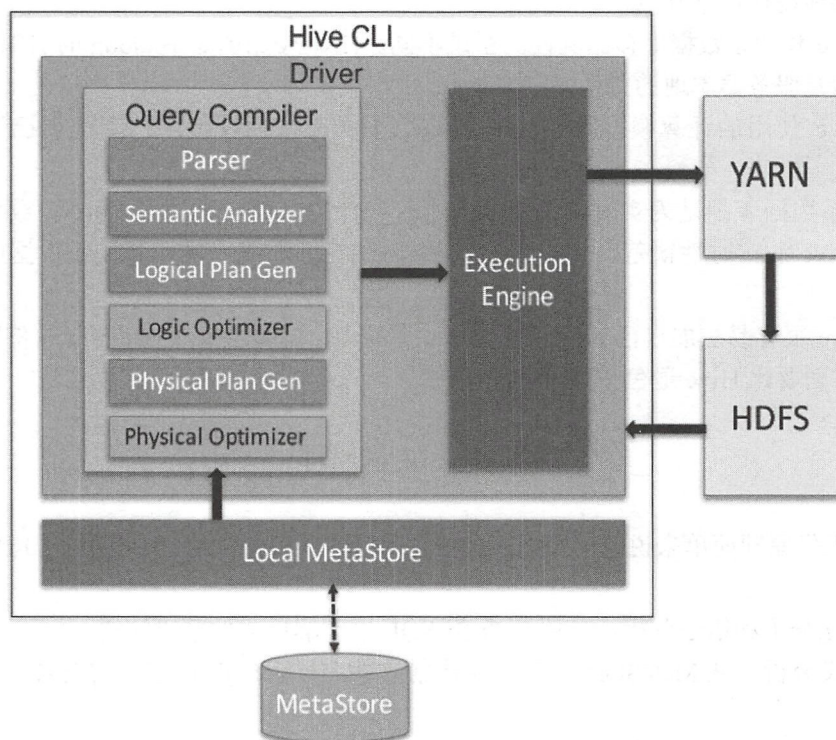 Hive CLI
Driver
Query Compiler
Parser
Semantic Analyzer
Logical Plan Gen
Logic Optimizer
Physical Plan Gen
Physical Optimizer
Execution
Engine
YARN
HDFS
Local MetaStore
MetaStore